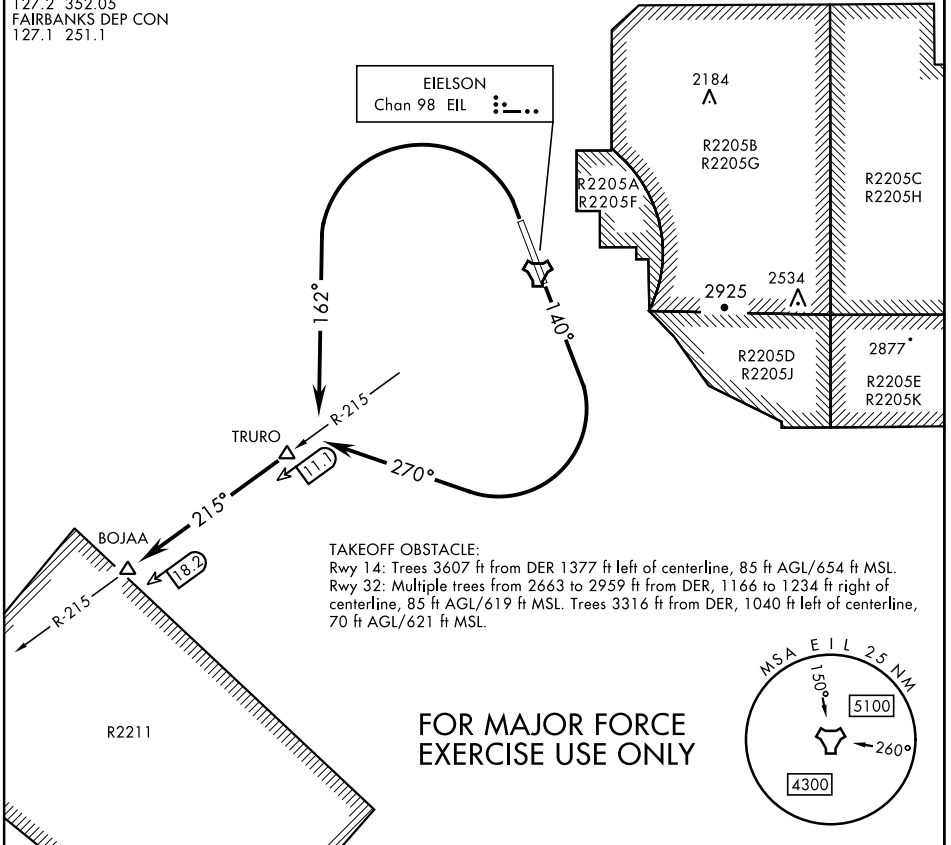 127.2 352.05
FAIRBANKS DEP CON
127.1 251.1
EIELSON
Chan 98 EIL
2184
R2205B
R2205G
R2205A
R2205F
R2205C
R2205H
2925
2534
R2205D
R2205J
2877
R2205E
R2205K
162°
140°
R-215
TRURO
11.1
270°
215°
BOJAA
18.2
R-215
R2211
TAKEOFF OBSTACLE:
Rwy 14: Trees 3607 ft from DER 1377 ft left of centerline, 85 ft AGL/654 ft MSL.
Rwy 32: Multiple trees from 2663 to 2959 ft from DER, 1166 to 1234 ft right of
centerline, 85 ft AGL/619 ft MSL. Trees 3316 ft from DER, 1040 ft left of centerline,
70 ft AGL/621 ft MSL.
FOR MAJOR FORCE
EXERCISE USE ONLY
MSA EIL 25 NM
150°
5100
260°
4300